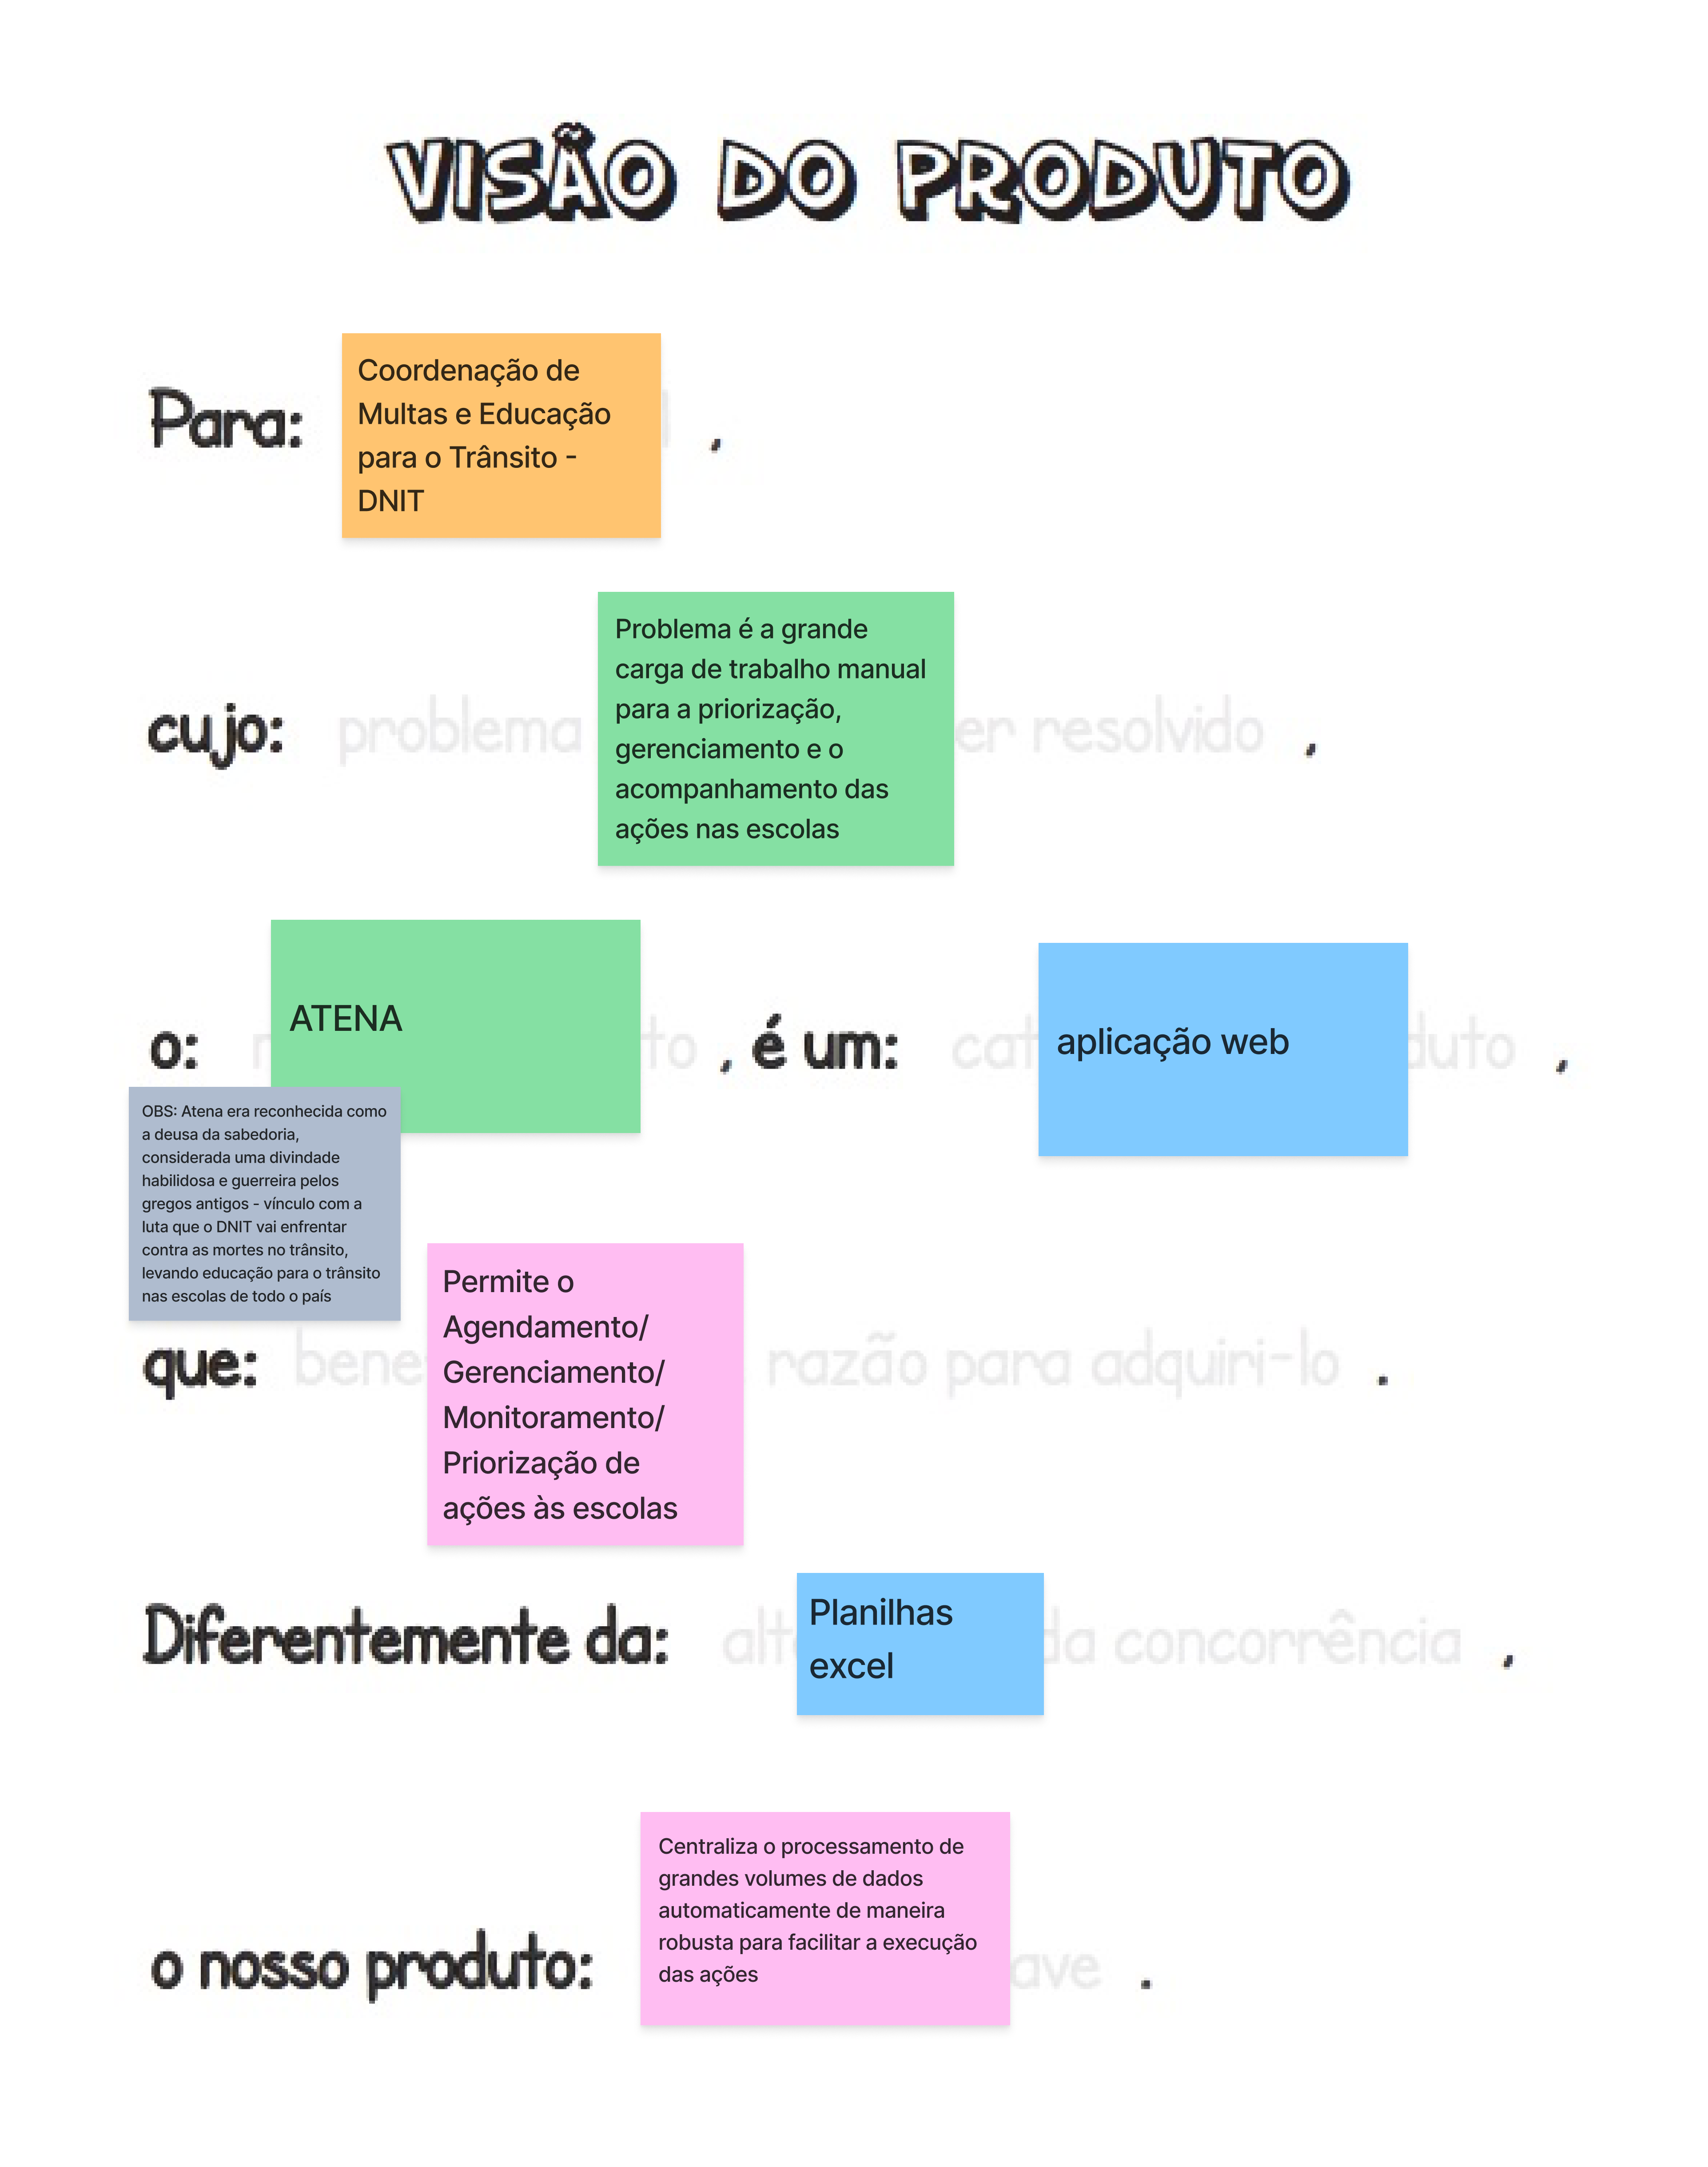 VISÃO DO PRODUTO
Para:
Coordenação de
Multas e Educação
para o Trânsito -
DNIT
,
cujo: problema
Problema é a grande
carga de trabalho manual
para a priorização,
gerenciamento e o
acompanhamento das
ações nas escolas
er resolvido ,
o:
ATENA
to , é um: cat
aplicação web
duto ,
OBS: Atena era reconhecida como
a deusa da sabedoria,
considerada uma divindade
habilidosa e guerreira pelos
gregos antigos - vínculo com a
luta que o DNIT vai enfrentar
contra as mortes no trânsito,
levando educação para o trânsito
nas escolas de todo o país
que: bene
Permite o
Agendamento/
Gerenciamento/
Monitoramento/
Priorização de
ações às escolas
razão para adquiri-lo .
Diferentemente da: alt
Planilhas
excel
da concorrência ,
o nosso produto:
Centraliza o processamento de
grandes volumes de dados
automaticamente de maneira
robusta para facilitar a execução
das ações
ave .